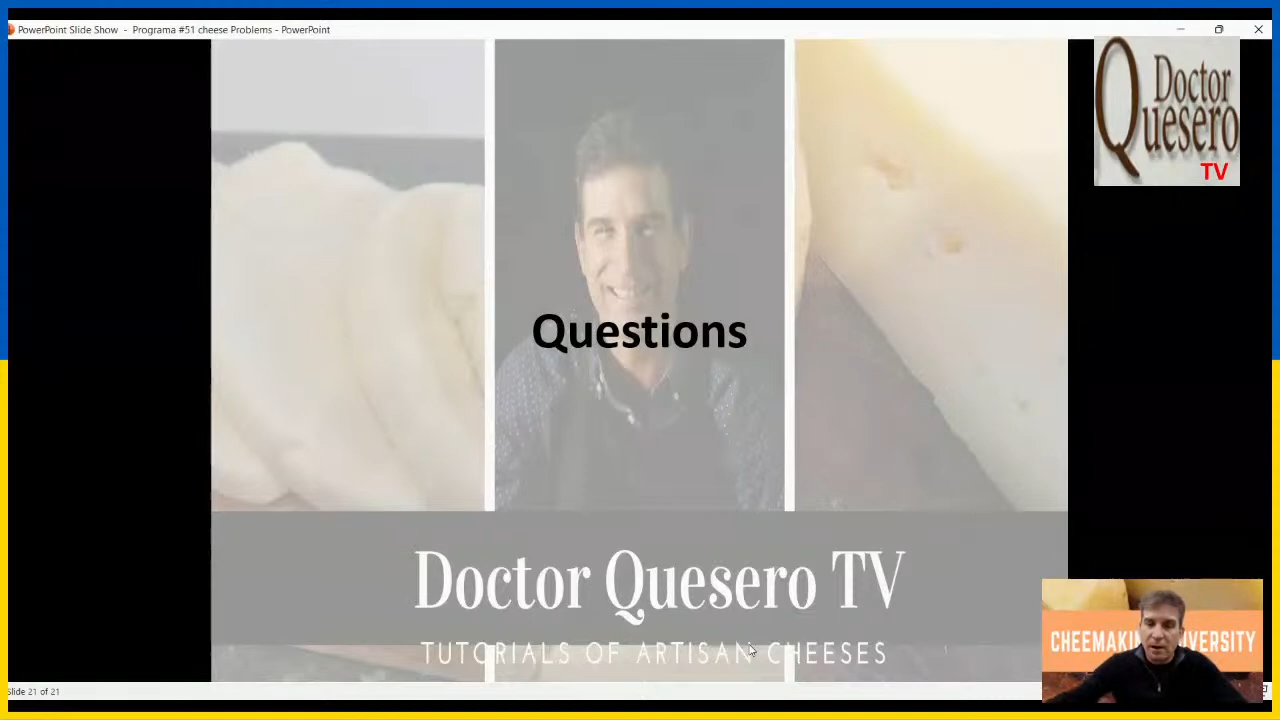 PowerPoint Slide Show - Programa #51 cheese Problems - PowerPoint
Doctor
Quesero
TV
Questions
Doctor Quesero TV
TUTORIALS OF ARTISAN CHEESES
Slide 21 of 21